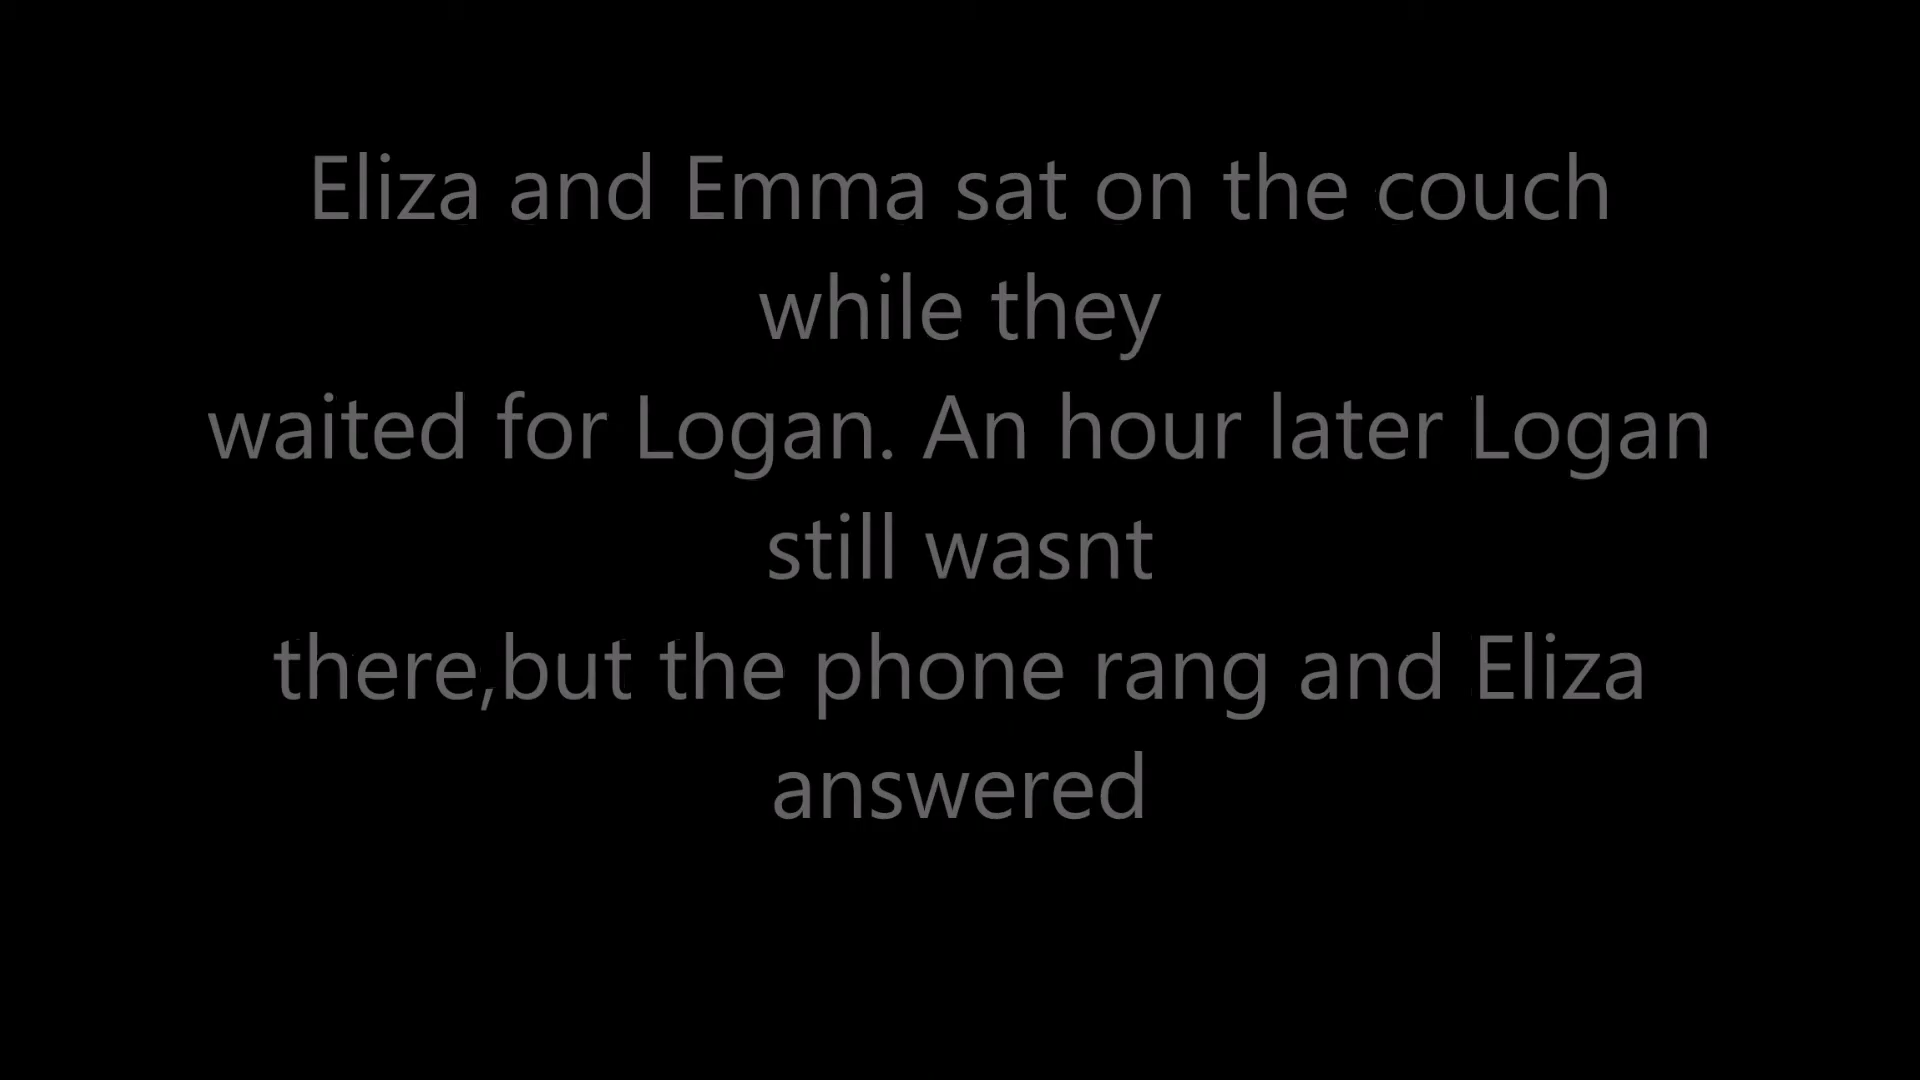 Eliza and Emma sat on the couch
while they
waited for Logan. An hour later Logan
still wasnt
there,but the phone rang and Eliza
answered